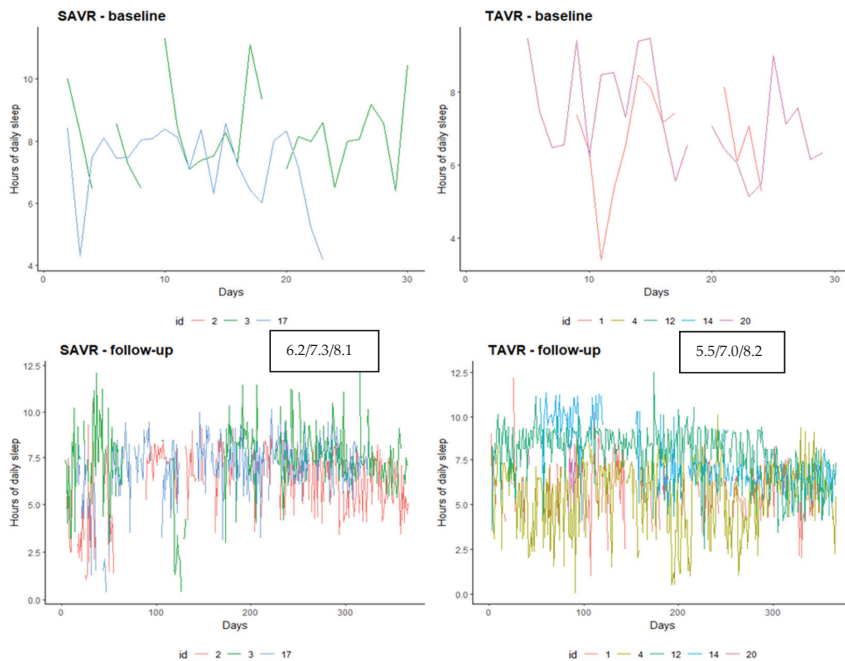 SAVR - baseline
TAVR - baseline
Hours of daily sleep
10
8
6
4
10
20
30
Days
Hours of daily sleep
8
6
4
10
20
30
Days
id 2 3 17
id 1 4 12 14 20
SAVR - follow-up
6.2/7.3/8.1
TAVR - follow-up
5.5/7.0/8.2
Hours of daily sleep
12.5
10.0
7.5
5.0
2.5
0.0
0
100
200
300
Days
Hours of daily sleep
12.5
10.0
7.5
5.0
2.5
0.0
0
100
200
300
Days
id 2 3 17
id 1 4 12 14 20